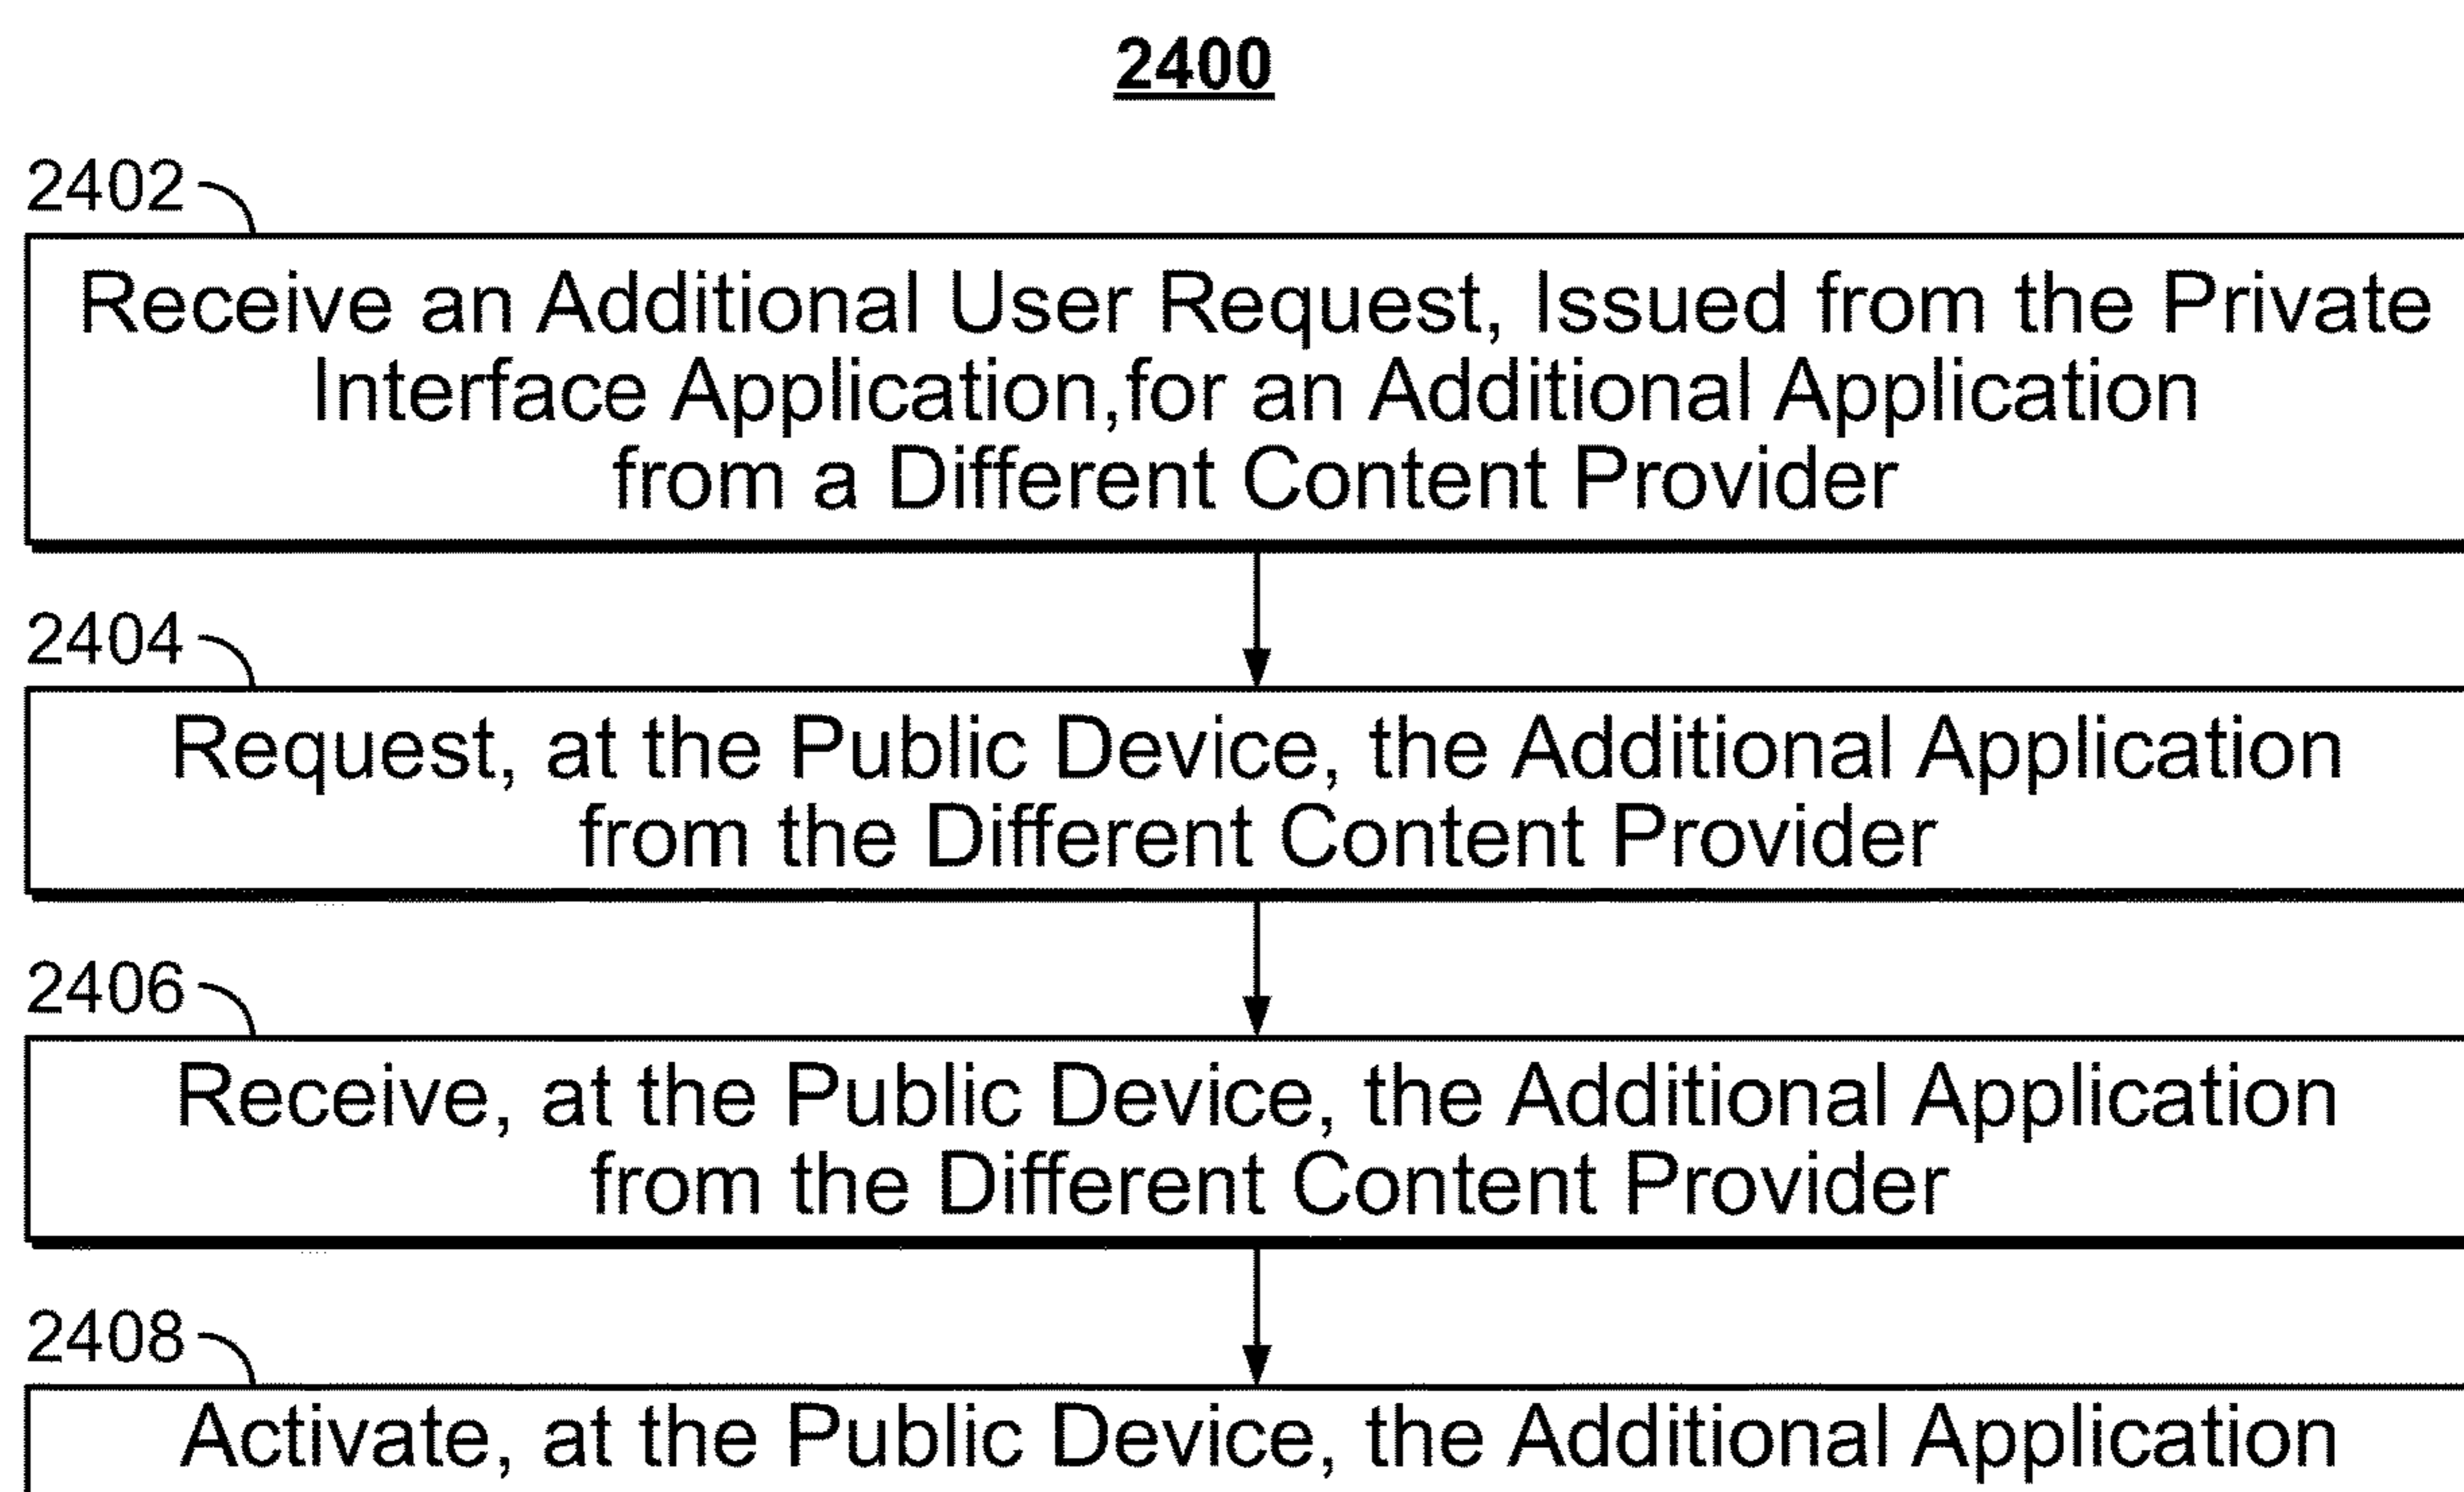 2400
2402
Receive an Additional User Request, Issued from the Private
Interface Application,for an Additional Application
from a Different Content Provider
2404
Request, at the Public Device, the Additional Application
from the Different Content Provider
2406
Receive, at the Public Device, the Additional Application
from the Different Content Provider
2408
Activate, at the Public Device, the Additional Application